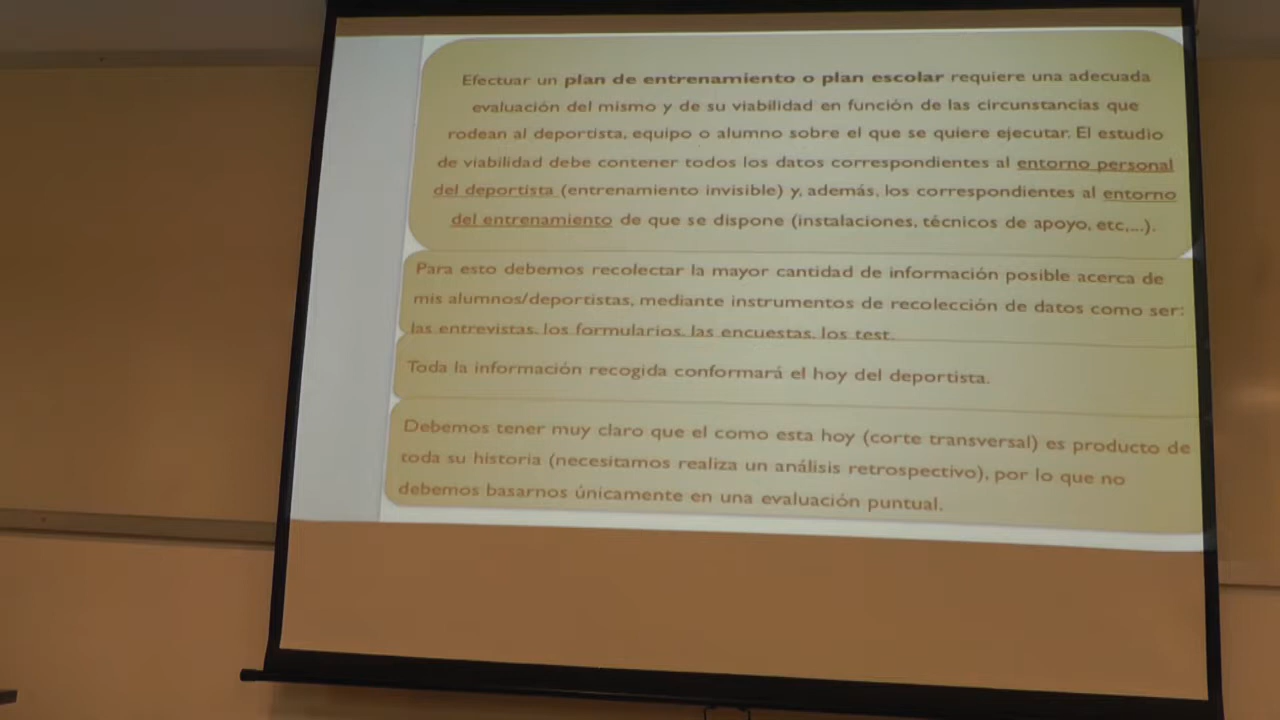 Efectuar un plan de entrenamiento o plan escolar requiere una adecuada
evaluación del mismo y de su viabilidad en función de las circunstancias que
rodean al deportista, equipo o alumno sobre el que se quiere ejecutar. El estudio
de viabilidad debe contener todos los datos correspondientes al entorno personal
del deportista (entrenamiento invisible) y, además, los correspondientes al entorno
del entrenamiento de que se dispone (instalaciones, técnicos de apoyo, etc,...).
Para esto debemos recolectar la mayor cantidad de información posible acerca de
mis alumnos/deportistas, mediante instrumentos de recolección de datos como ser:
las entrevistas, los formularios, las encuestas, los test.
Toda la información recogida conformará el hoy del deportista.
Debemos tener muy claro que el como esta hoy (corte transversal) es producto de
toda su historia (necesitamos realiza un análisis retrospectivo), por lo que no
debemos basarnos únicamente en una evaluación puntual.